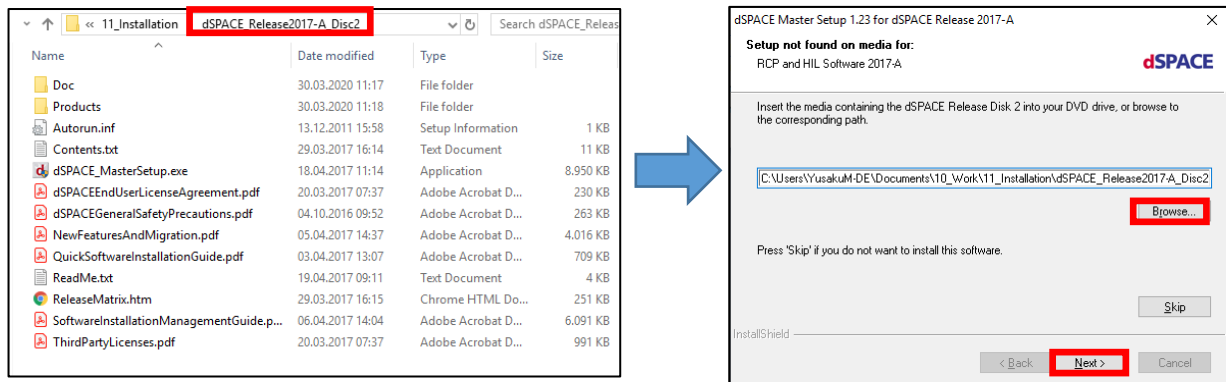 « 11_Installation dSPACE_Release2017-A_Disc2 Search dSPACE_Releas
Name Date modified Type Size
Doc 30.03.2020 11:17 File folder
Products 30.03.2020 11:18 File folder
Autorun.inf 13.12.2011 15:58 Setup Information 1 KB
Contents.txt 29.03.2017 16:14 Text Document 11 KB
dSPACE_MasterSetup.exe 18.04.2017 11:14 Application 8.950 KB
dSPACEEndUserLicenseAgreement.pdf 20.03.2017 07:37 Adobe Acrobat D... 230 KB
dSPACEGeneralSafetyPrecautions.pdf 04.10.2016 09:52 Adobe Acrobat D... 263 KB
NewFeaturesAndMigration.pdf 05.04.2017 14:37 Adobe Acrobat D... 4.016 KB
QuickSoftwareInstallationGuide.pdf 03.04.2017 13:07 Adobe Acrobat D... 709 KB
ReadMe.txt 19.04.2017 09:11 Text Document 4 KB
ReleaseMatrix.htm 29.03.2017 16:15 Chrome HTML Do... 251 KB
SoftwareInstallationManagementGuide.p... 06.04.2017 14:04 Adobe Acrobat D... 6.091 KB
ThirdPartyLicenses.pdf 20.03.2017 07:37 Adobe Acrobat D... 991 KB
dSPACE Master Setup 1.23 for dSPACE Release 2017-A
Setup not found on media for:
RCP and HIL Software 2017-A
dSPACE
Insert the media containing the dSPACE Release Disk 2 into your DVD drive, or browse to
the corresponding path.
C:\Users\YusakuM-DE\Documents\10_Work\11_Installation\dSPACE_Release2017-A_Disc2
Browse...
Press 'Skip' if you do not want to install this software.
Skip
InstallShield
< Back Next > Cancel